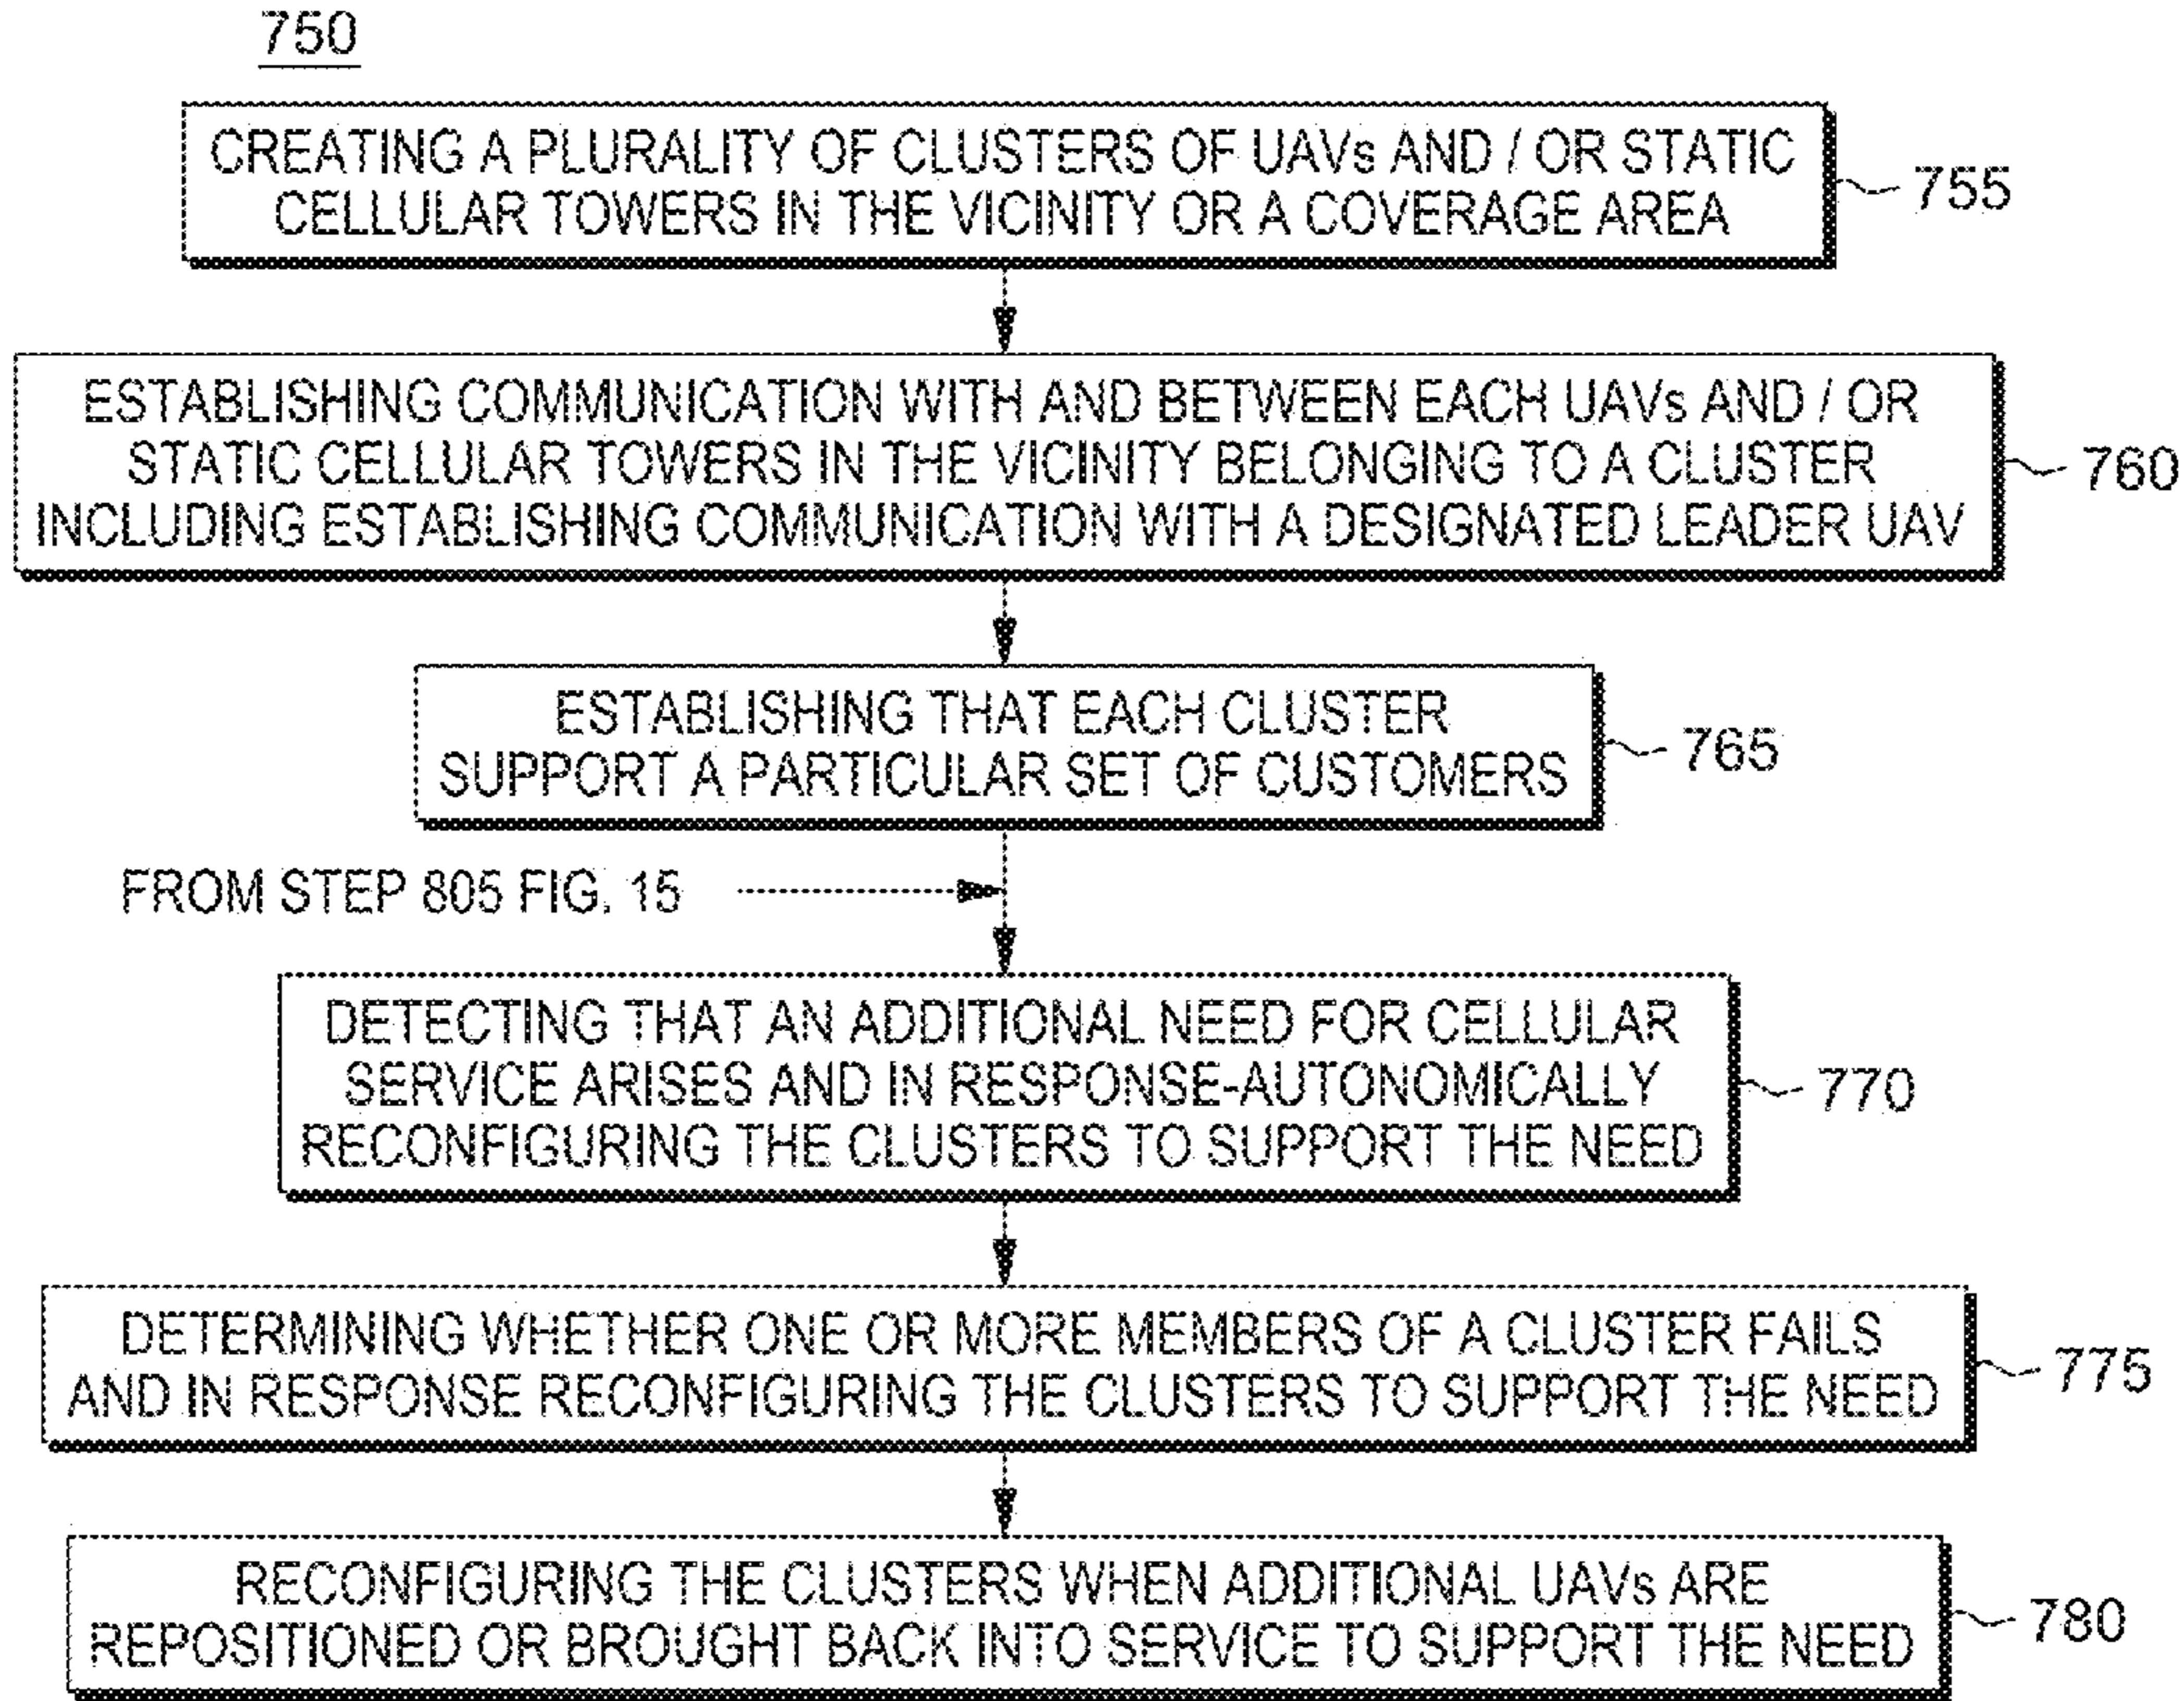 750
CREATING A PLURALITY OF CLUSTERS OF UAVs AND / OR STATIC
CELLULAR TOWERS IN THE VICINITY OR A COVERAGE AREA
755
ESTABLISHING COMMUNICATION WITH AND BETWEEN EACH UAVs AND / OR
STATIC CELLULAR TOWERS IN THE VICINITY BELONGING TO A CLUSTER
INCLUDING ESTABLISHING COMMUNICATION WITH A DESIGNATED LEADER UAV
760
ESTABLISHING THAT EACH CLUSTER
SUPPORT A PARTICULAR SET OF CUSTOMERS
765
FROM STEP 805 FIG. 15
DETECTING THAT AN ADDITIONAL NEED FOR CELLULAR
SERVICE ARISES AND IN RESPONSE-AUTONOMICALLY
RECONFIGURING THE CLUSTERS TO SUPPORT THE NEED
770
DETERMINING WHETHER ONE OR MORE MEMBERS OF A CLUSTER FAILS
AND IN RESPONSE RECONFIGURING THE CLUSTERS TO SUPPORT THE NEED
775
RECONFIGURING THE CLUSTERS WHEN ADDITIONAL UAVs ARE
REPOSITIONED OR BROUGHT BACK INTO SERVICE TO SUPPORT THE NEED
780